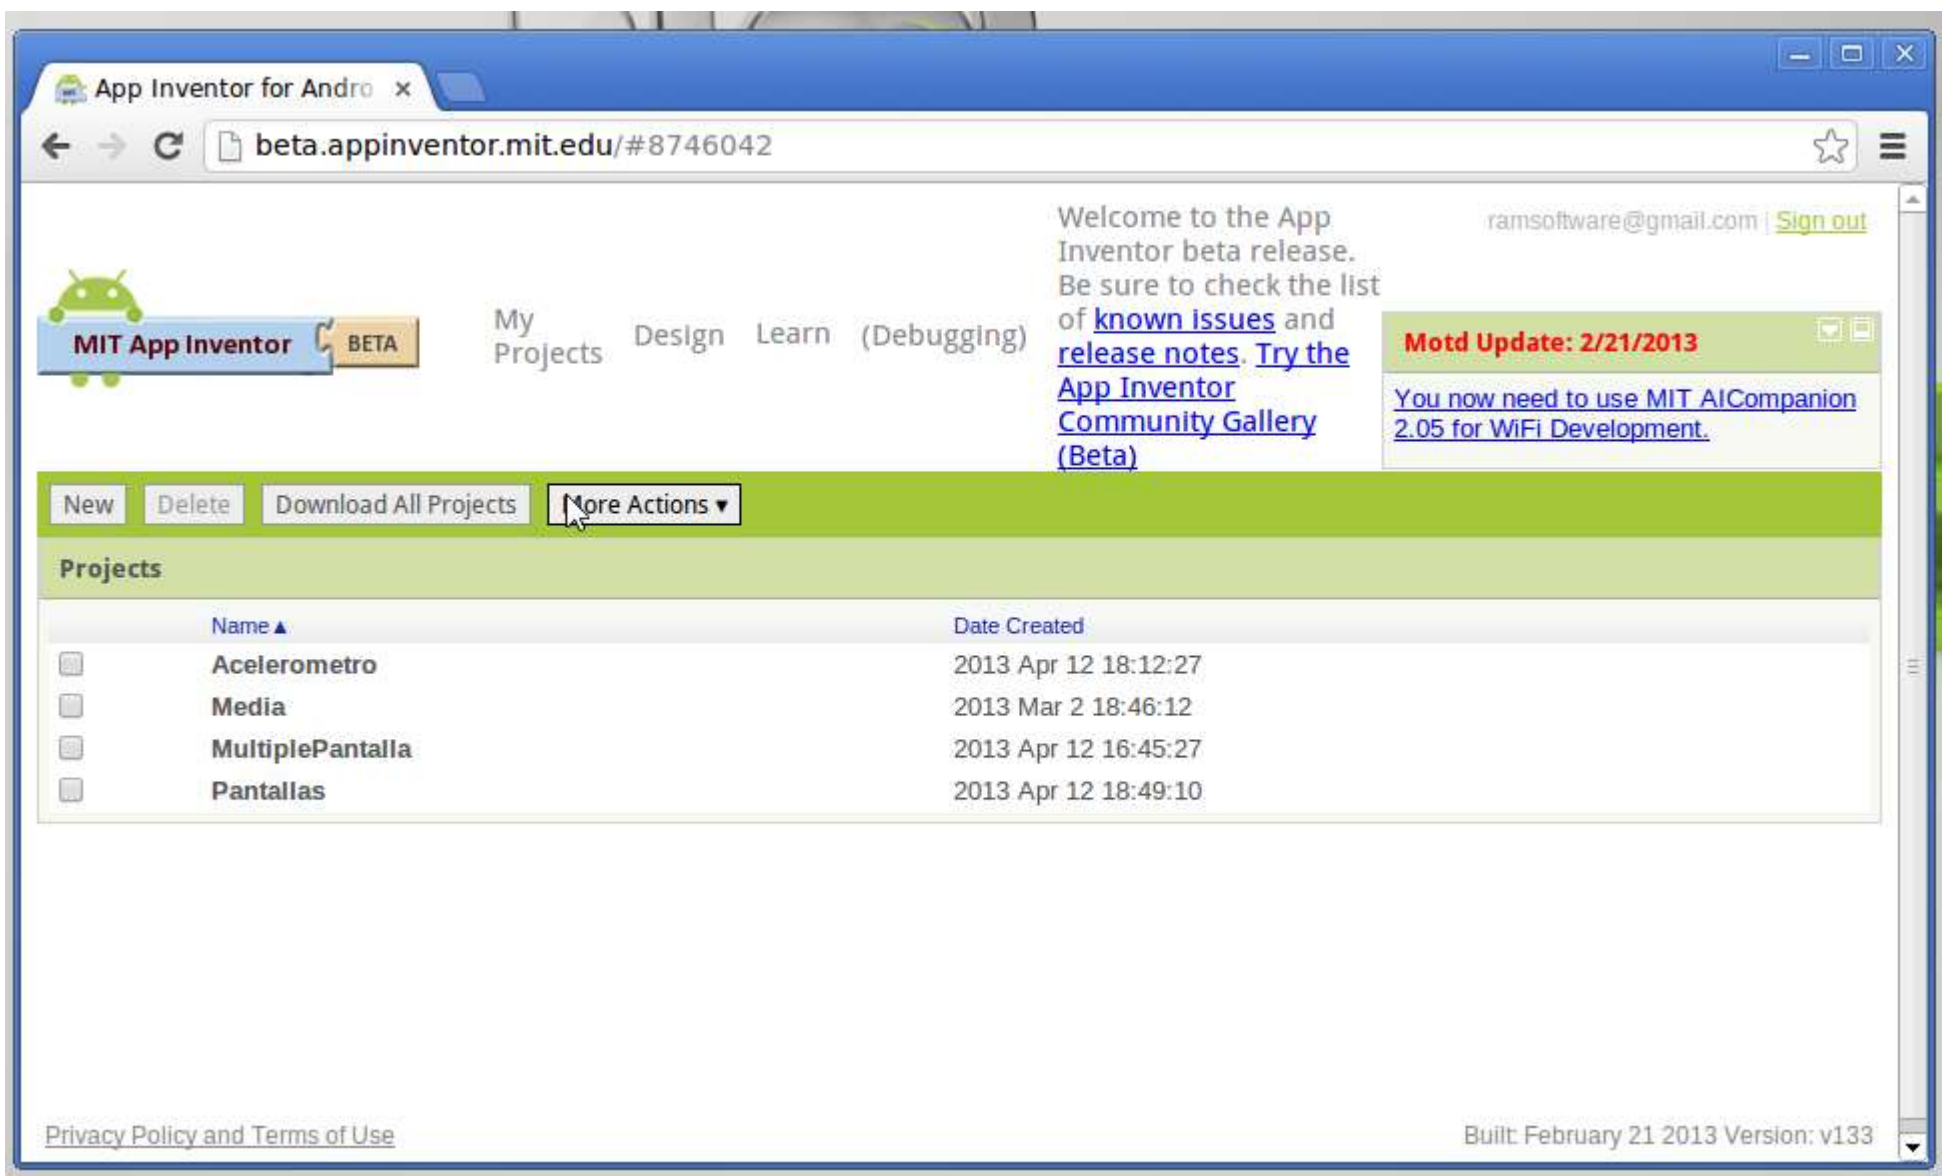 App Inventor for Andro
beta.appinventor.mit.edu/#8746042
ramsoftware@gmail.com | Sign out
MIT App Inventor BETA
My
Projects
Design
Learn
(Debugging)
Welcome to the App
Inventor beta release.
Be sure to check the list
of known issues and
release notes. Try the
App Inventor
Community Gallery
(Beta)
Motd Update: 2/21/2013
You now need to use MIT AICompanion
2.05 for WiFi Development.
New Delete Download All Projects More Actions ▾
Projects
Name▲ Date Created
Acelerometro 2013 Apr 12 18:12:27
Media 2013 Mar 2 18:46:12
MultiplePantalla 2013 Apr 12 16:45:27
Pantallas 2013 Apr 12 18:49:10
Privacy Policy and Terms of Use
Built: February 21 2013 Version: v133